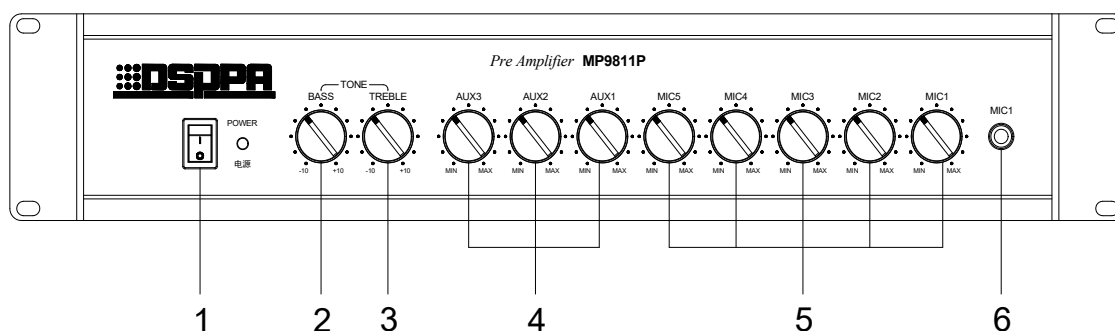 Pre Amplifier MP9811P
DSPPA
TONE
BASS TREBLE AUX3 AUX2 AUX1 MIC5 MIC4 MIC3 MIC2 MIC1 MIC1
POWER
电源
-10 +10 -10 +10 MIN MAX MIN MAX MIN MAX MIN MAX MIN MAX MIN MAX MIN MAX MIN MAX
1 2 3 4 5 6